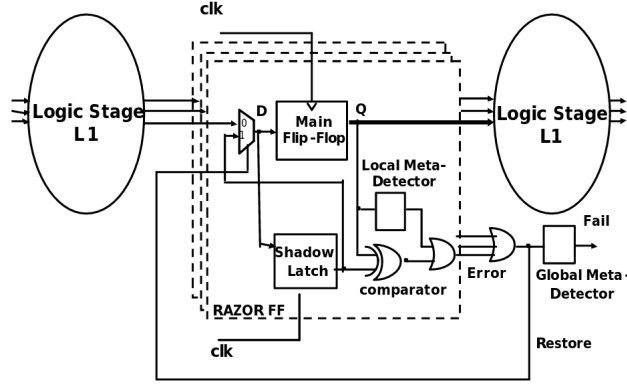 clk
Logic Stage
L1
0
1
D
Main
Flip-Flop
Q
Logic Stage
L1
Local Meta-
Detector
Shadow
Latch
comparator
Error
Fail
Global Meta-
Detector
RAZOR FF
Restore
clk